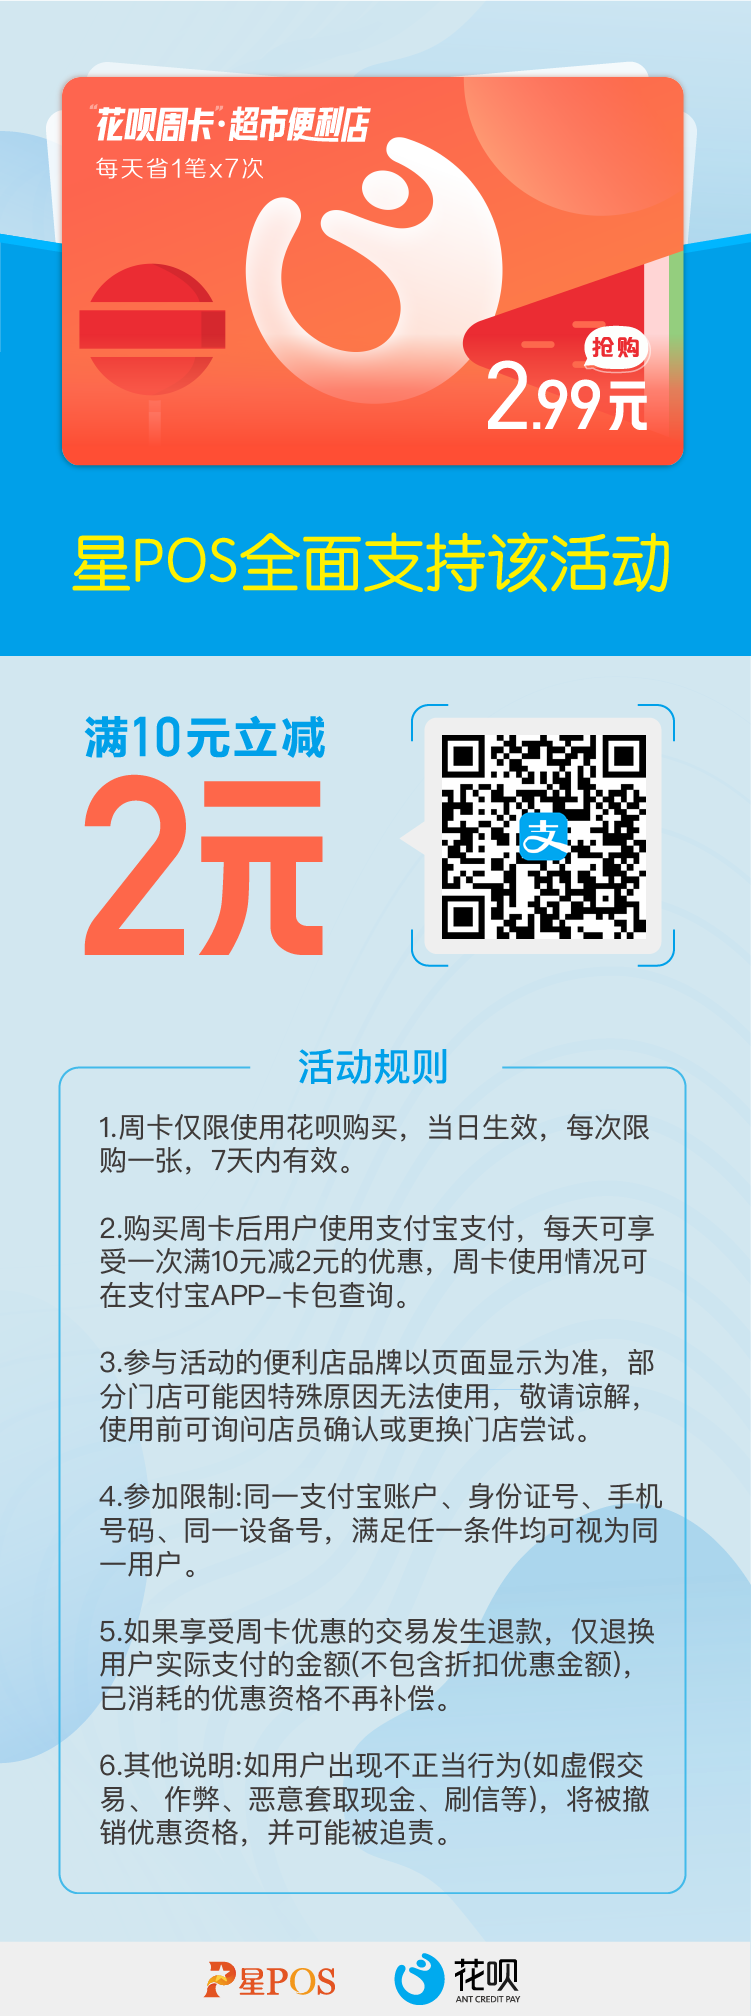 “花呗周卡”·超市便利店
每天省1笔x7次
抢购
2.99元
星POS全面支持该活动
满10元立减
2元
支
活动规则
1.周卡仅限使用花呗购买，当日生效，每次限
购一张，7天内有效。
2.购买周卡后用户使用支付宝支付，每天可享
受一次满10元减2元的优惠，周卡使用情况可
在支付宝APP–卡包查询。
3.参与活动的便利店品牌以页面显示为准，部
分门店可能因特殊原因无法使用，敬请谅解，
使用前可询问店员确认或更换门店尝试。
4.参加限制:同一支付宝账户、身份证号、手机
号码、同一设备号，满足任一条件均可视为同
一用户。
5.如果享受周卡优惠的交易发生退款，仅退换
用户实际支付的金额(不包含折扣优惠金额)，
已消耗的优惠资格不再补偿。
6.其他说明:如用户出现不正当行为(如虚假交
易、 作弊、恶意套取现金、刷信等)，将被撤
销优惠资格，并可能被追责。
星POS
花呗
ANT CREDIT PAY